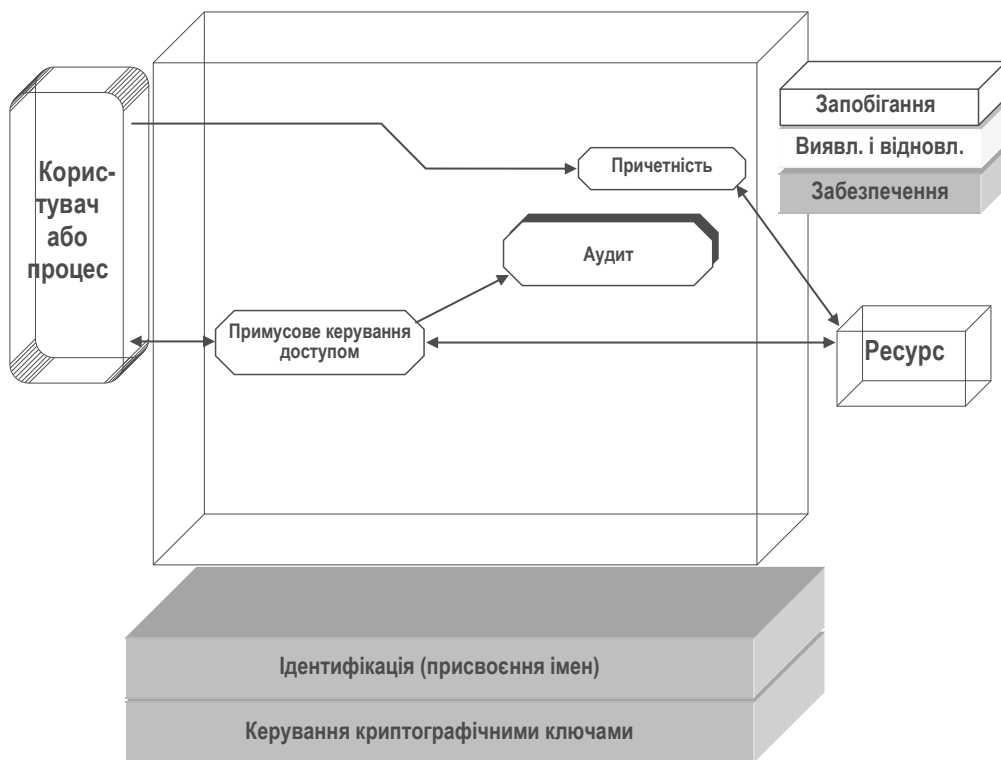 Корис-
тувач
або
процес
Запобігання
Виявл. і відновл.
Забезпечення
Причетність
Аудит
Примусове керування
доступом
Ресурс
Ідентифікація (присвоєння імен)
Керування криптографічними ключами